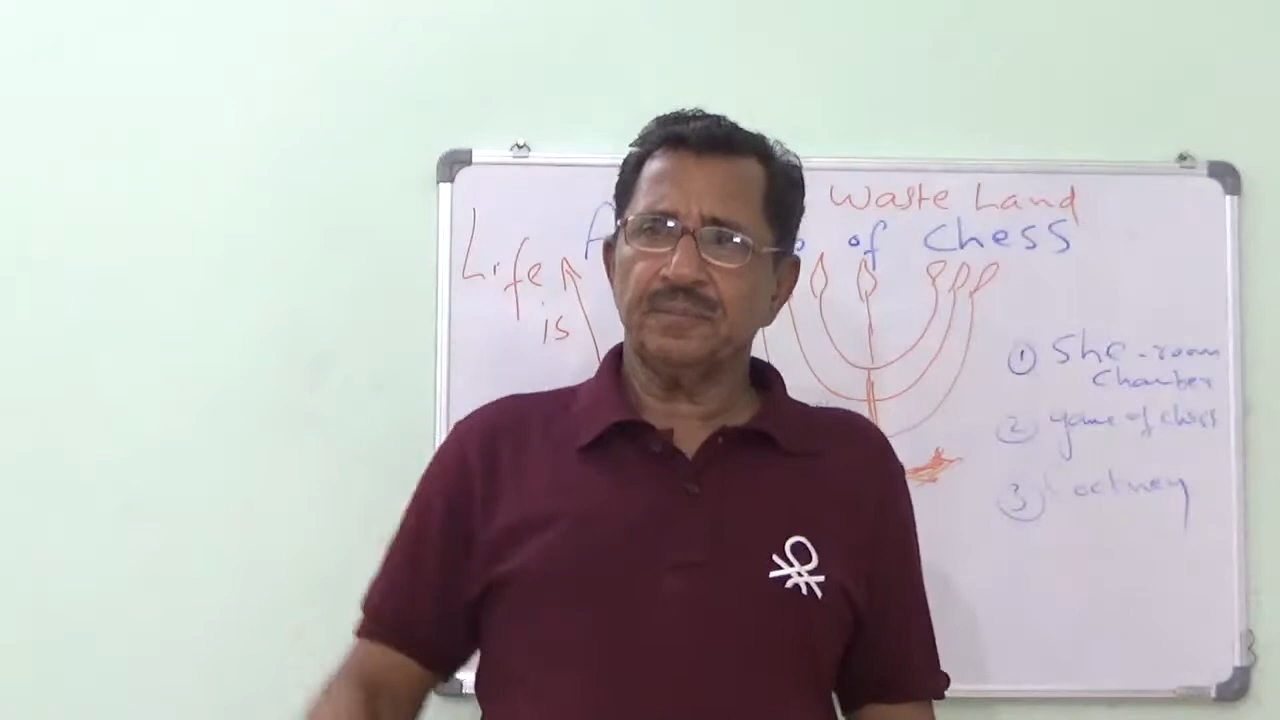 Waste Land
of Chess
Life
is
① She-room
Chamber
② game of chess
③ Cockney